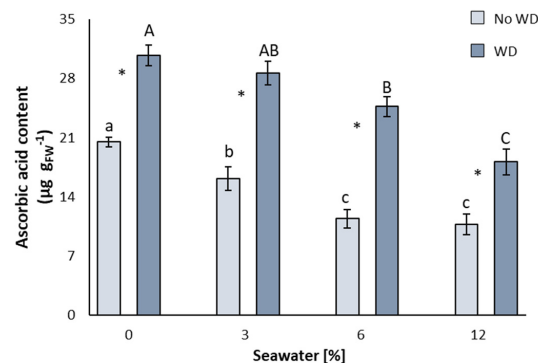 35
28
21
14
7
0
Ascorbic acid content
(µg g_FW⁻¹)
No WD
WD
a
*
A
b
*
AB
c
*
B
c
*
C
0 3 6 12
Seawater [%]